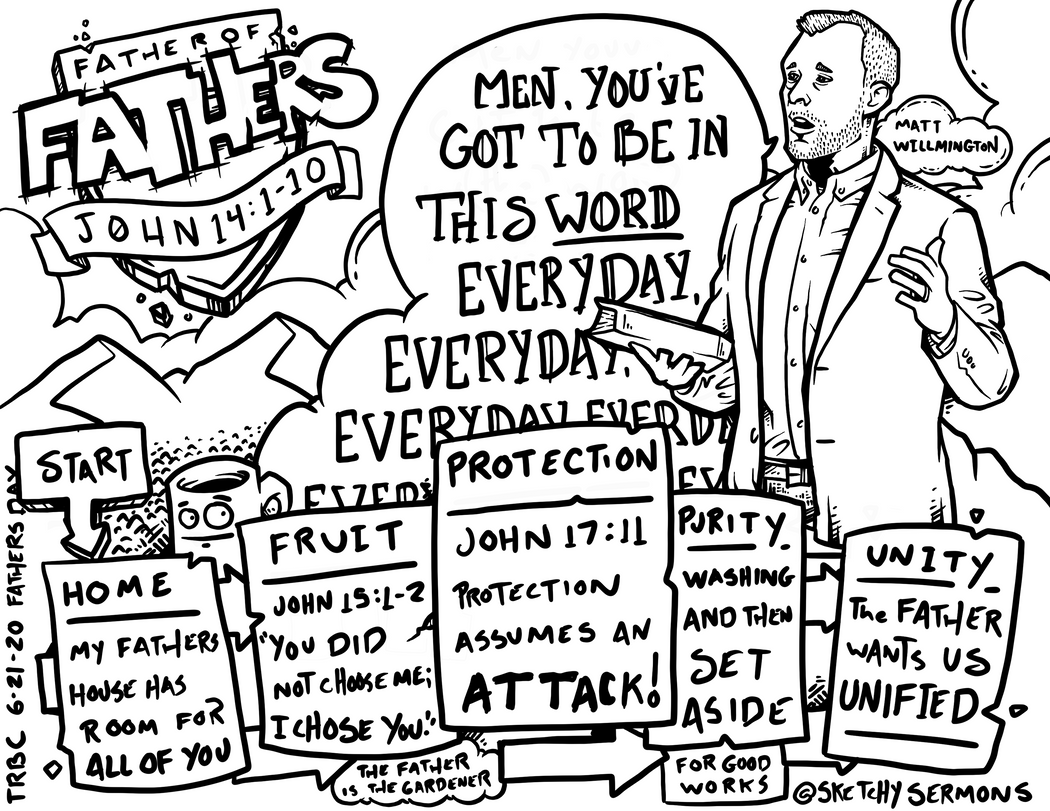 FATHER OF
FATHERS
JOHN 14:1-10
MEN, YOU'VE
GOT TO BE IN
THIS WORD
EVERYDAY,
EVERYDAY,
EVERYDAY
MATT
WILLMINGTON
START
HOME
MY FATHERS
HOUSE HAS
ROOM FOR
ALL OF YOU
FRUIT
JOHN 15:1-2
"YOU DID
NOT CHOOSE ME;
I CHOSE YOU."
THE FATHER
IS THE GARDENER
PROTECTION
JOHN 17:11
PROTECTION
ASSUMES AN
ATTACK!
PURITY
WASHING
AND THEN
SET
ASIDE
FOR GOOD
WORKS
UNITY
The FATHER
WANTS US
UNIFIED
TRBC 6-21-20 FATHERS DAY
@SKETCHYSERMONS